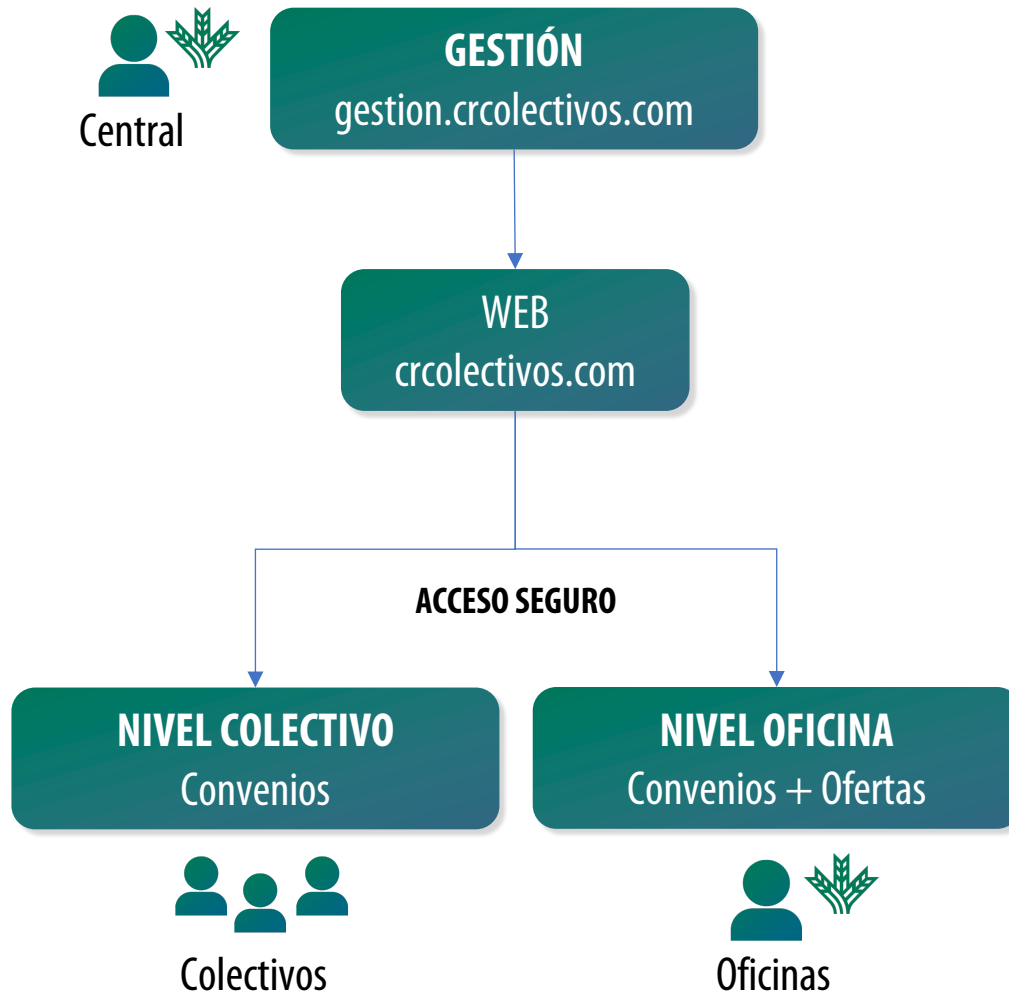 GESTIÓN
gestion.crcolectivos.com
Central
WEB
crcolectivos.com
ACCESO SEGURO
NIVEL COLECTIVO
Convenios
NIVEL OFICINA
Convenios + Ofertas
Colectivos
Oficinas